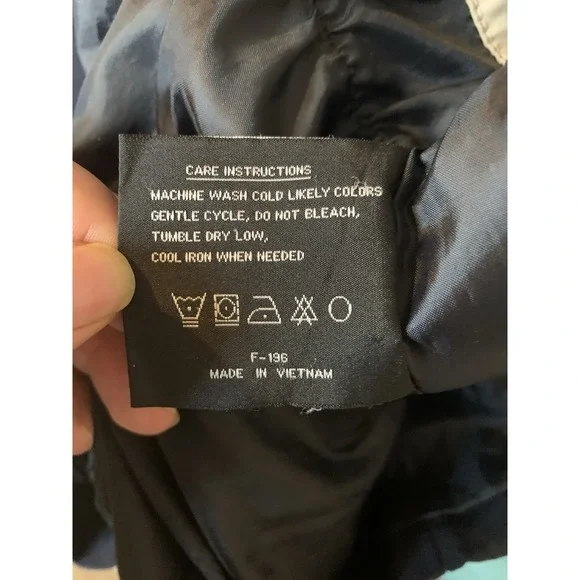 CARE INSTRUCTIONS
MACHINE WASH COLD LIKELY COLORS
GENTLE CYCLE, DO NOT BLEACH,
TUMBLE DRY LOW,
COOL IRON WHEN NEEDED
F-196
MADE IN VIETNAM